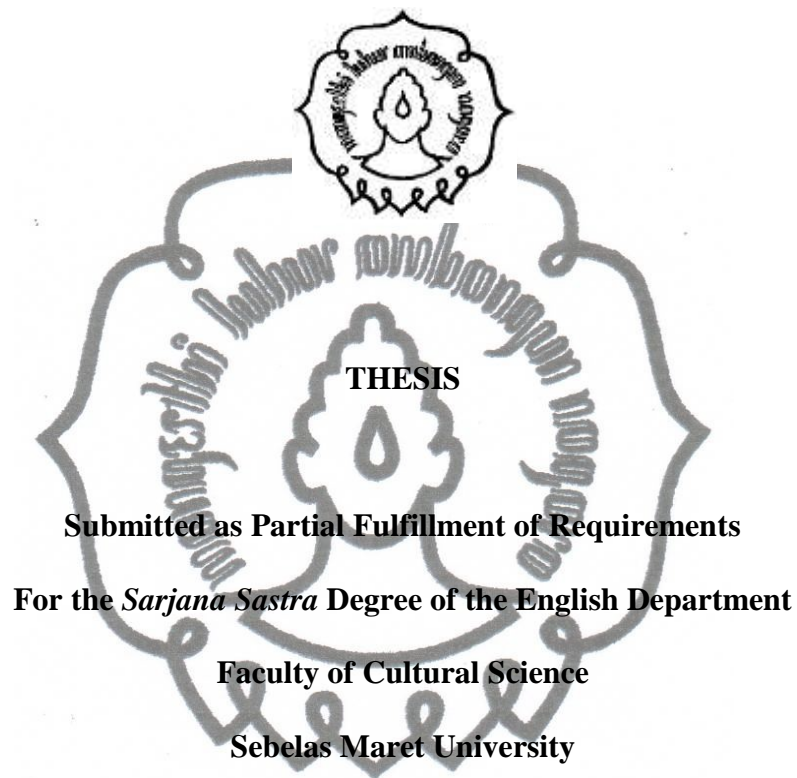 THESIS
Submitted as Partial Fulfillment of Requirements
For the Sarjana Sastra Degree of the English Department
Faculty of Cultural Science
Sebelas Maret University